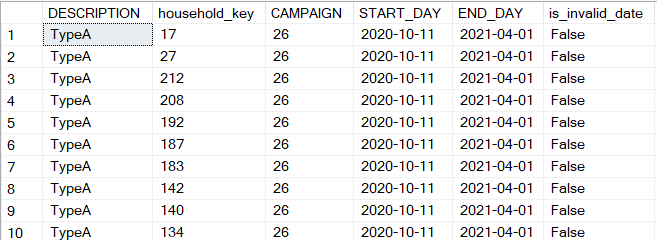 DESCRIPTION household_key CAMPAIGN START_DAY END_DAY is_invalid_date
1 TypeA 17 26 2020-10-11 2021-04-01 False
2 TypeA 27 26 2020-10-11 2021-04-01 False
3 TypeA 212 26 2020-10-11 2021-04-01 False
4 TypeA 208 26 2020-10-11 2021-04-01 False
5 TypeA 192 26 2020-10-11 2021-04-01 False
6 TypeA 187 26 2020-10-11 2021-04-01 False
7 TypeA 183 26 2020-10-11 2021-04-01 False
8 TypeA 142 26 2020-10-11 2021-04-01 False
9 TypeA 140 26 2020-10-11 2021-04-01 False
10 TypeA 134 26 2020-10-11 2021-04-01 False